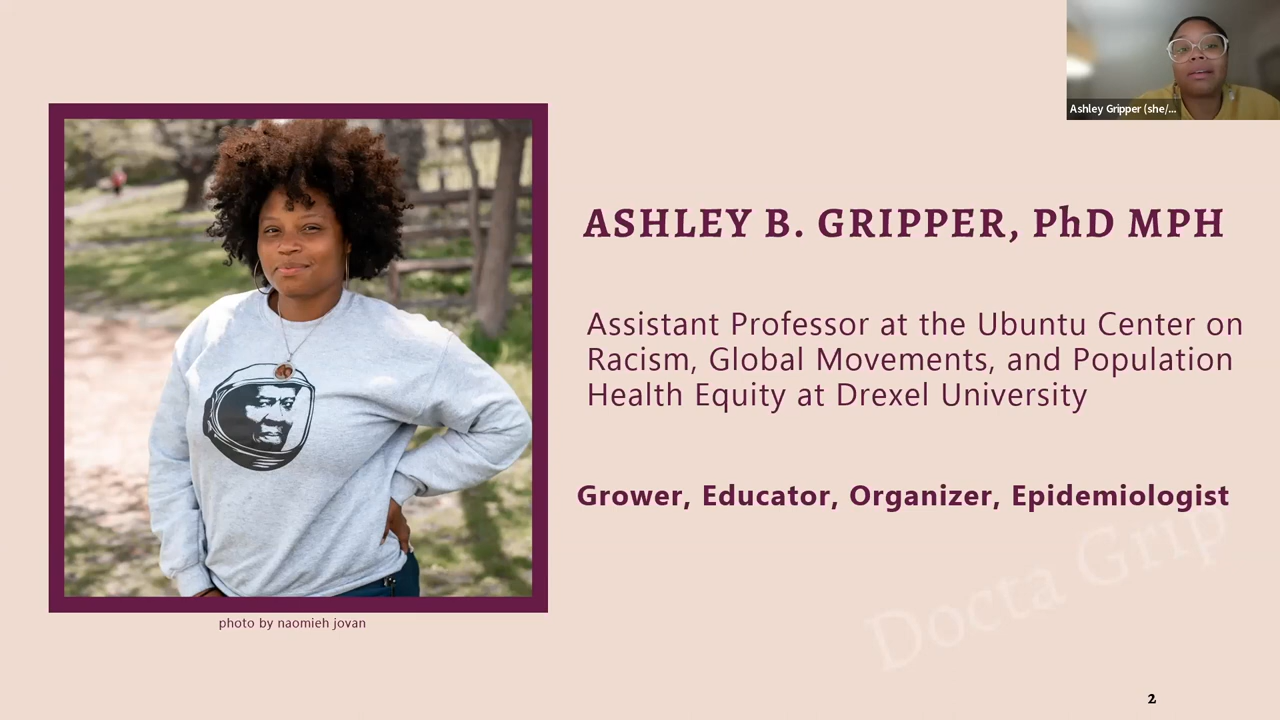 Ashley Gripper (she/...
ASHLEY B. GRIPPER, PhD MPH
Assistant Professor at the Ubuntu Center on
Racism, Global Movements, and Population
Health Equity at Drexel University
Grower, Educator, Organizer, Epidemiologist
Docta Grip
photo by naomieh jovan
2